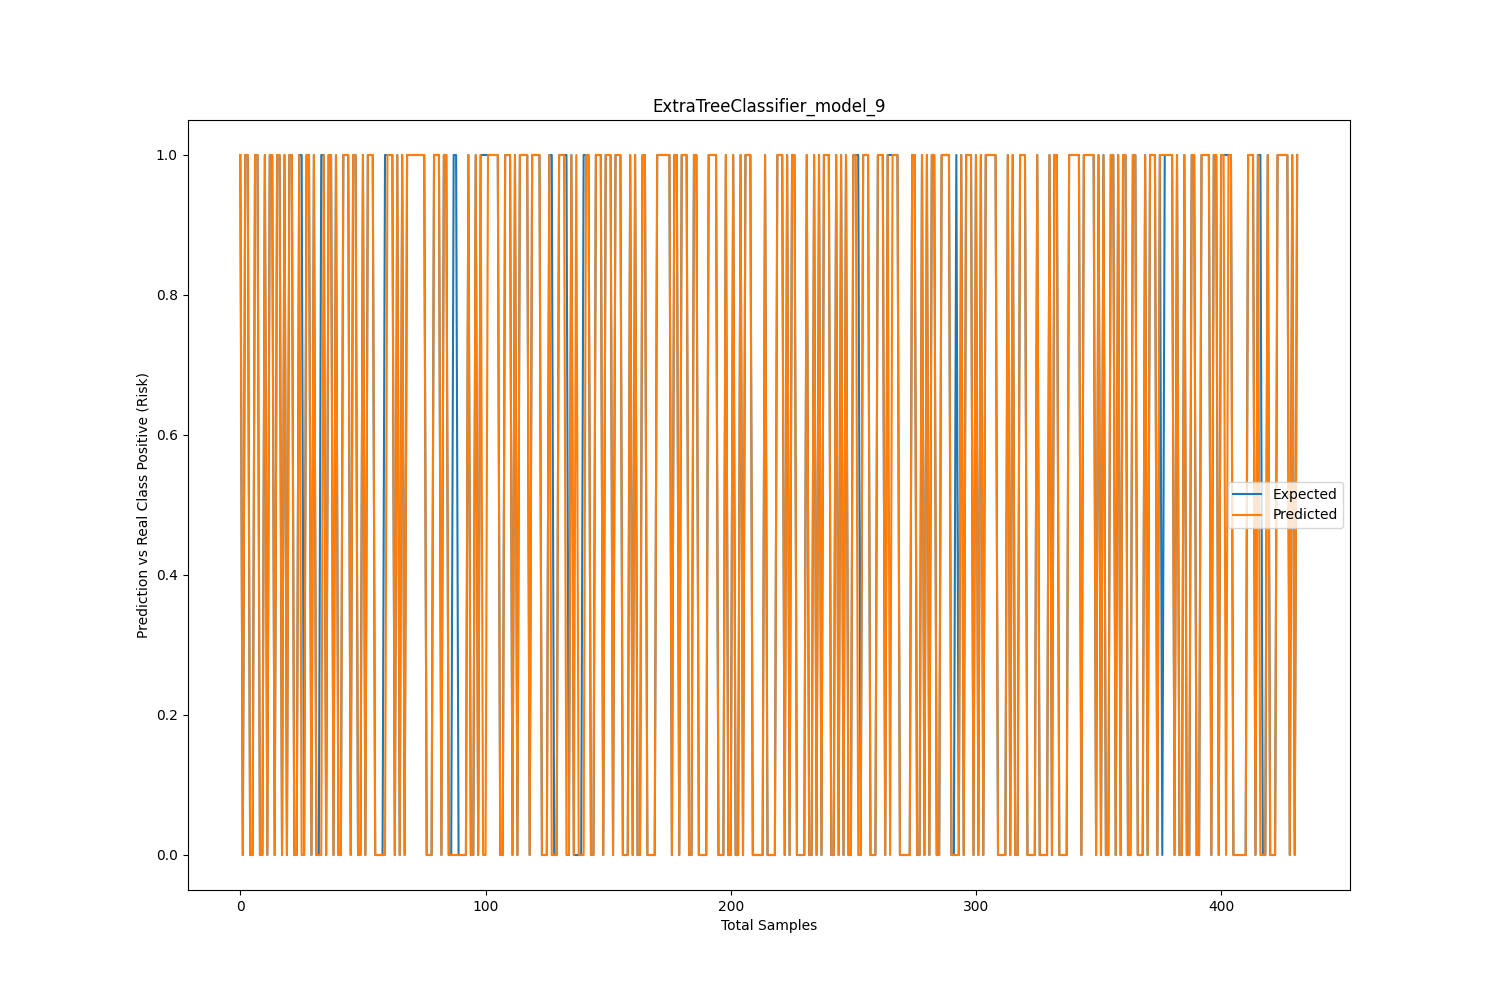 ExtraTreeClassifier_model_9
1.0
0.8
0.6
0.4
0.2
0.0
Prediction vs Real Class Positive (Risk)
Expected
Predicted
0
100
200
300
400
Total Samples